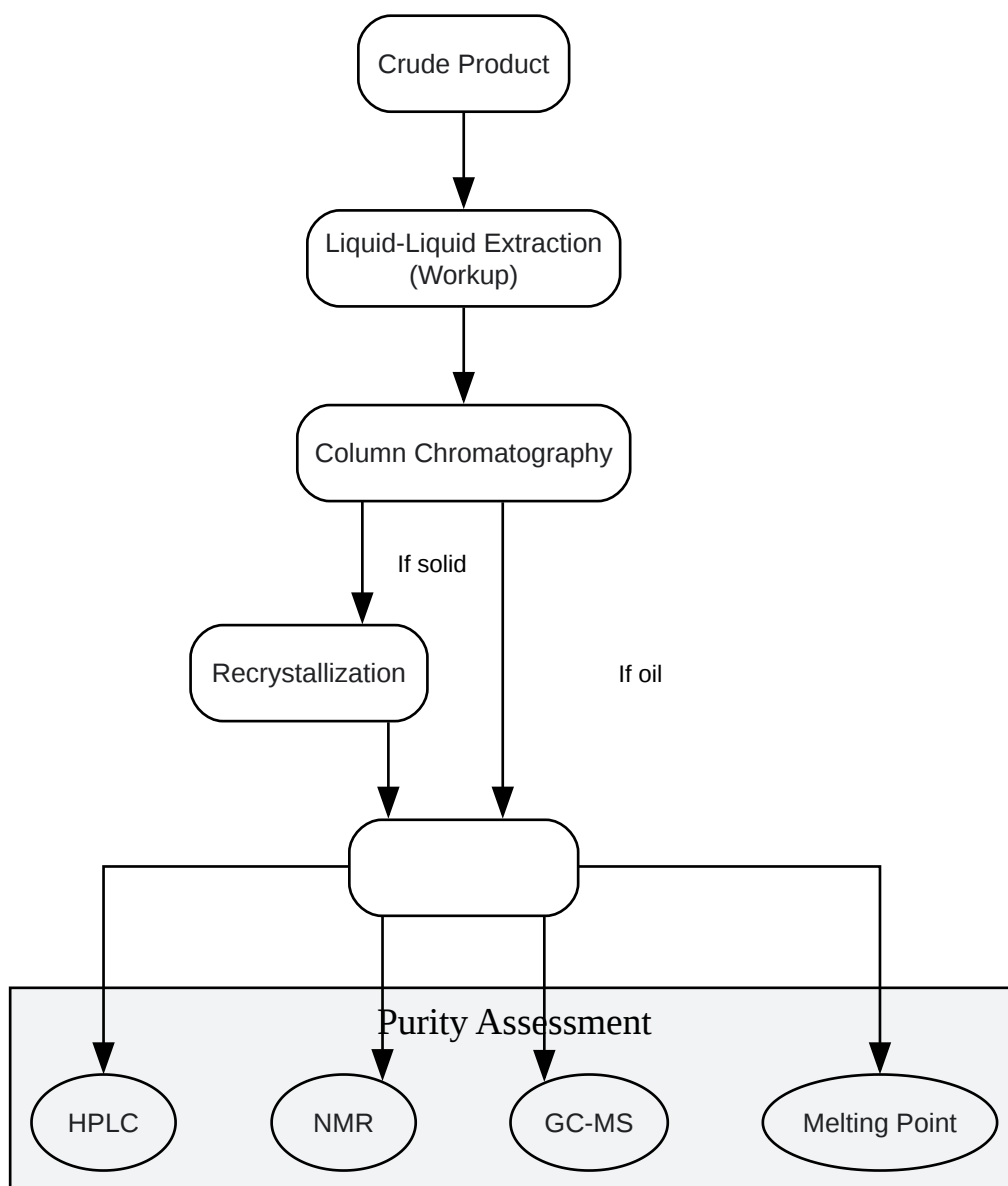 Crude Product
Liquid-Liquid Extraction
(Workup)
Column Chromatography
If solid
Recrystallization
If oil
Purity Assessment
HPLC
NMR
GC-MS
Melting Point